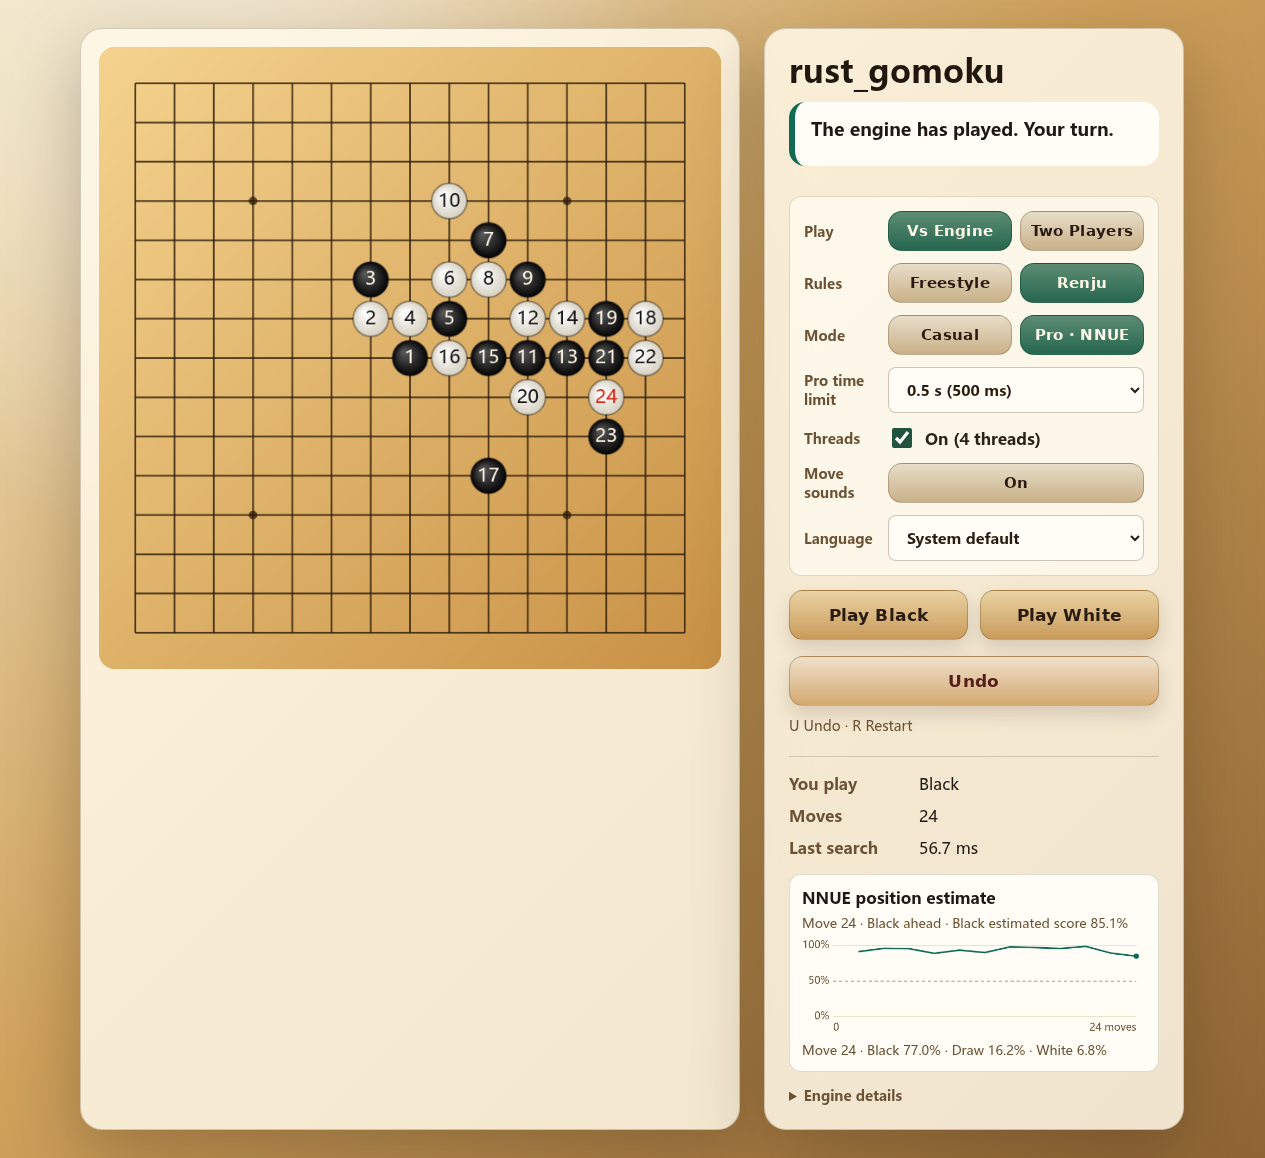 10
7
3 6 8 9
2 4 5 12 14 19 18
1 16 15 11 13 21 22
20 24
23
17
rust_gomoku
The engine has played. Your turn.
Play Vs Engine Two Players
Rules Freestyle Renju
Mode Casual Pro · NNUE
Pro time
limit
0.5 s (500 ms)
Threads On (4 threads)
Move
sounds
On
Language System default
Play Black Play White
Undo
U Undo · R Restart
You play Black
Moves 24
Last search 56.7 ms
NNUE position estimate
Move 24 · Black ahead · Black estimated score 85.1%
100%
50%
0%
0 24 moves
Move 24 · Black 77.0% · Draw 16.2% · White 6.8%
Engine details